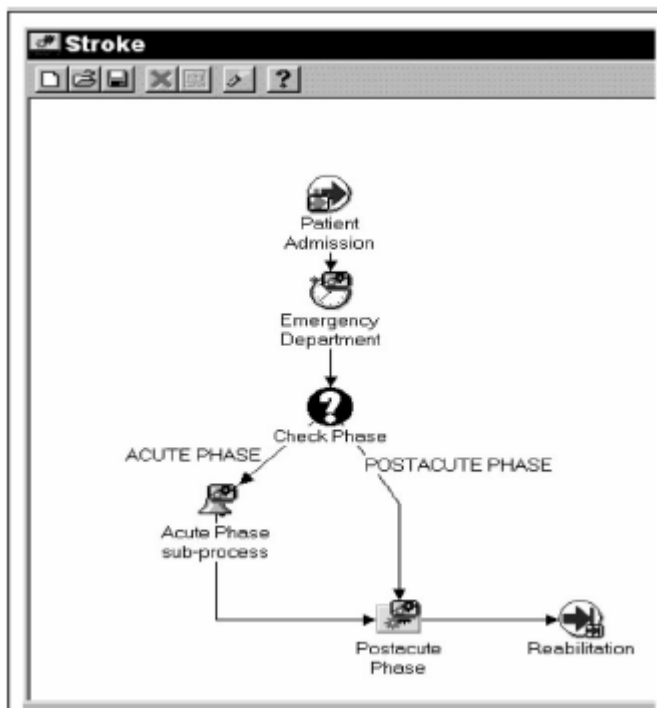 Stroke
Patient
Admission
Emergency
Department
Check Phase
ACUTE PHASE
POSTACUTE PHASE
Acute Phase
sub-process
Postacute
Phase
Reabilitation